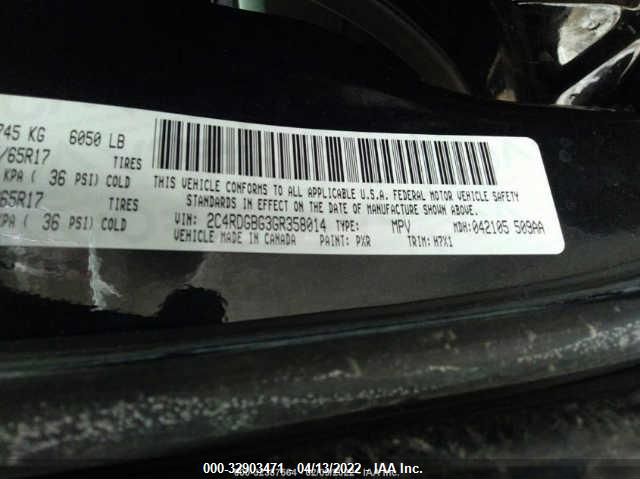 745 KG 6050 LB
/65R17 TIRES
KPA ( 36 PSI) COLD
65R17 TIRES
KPA ( 36 PSI) COLD
THIS VEHICLE CONFORMS TO ALL APPLICABLE U.S.A. FEDERAL MOTOR VEHICLE SAFETY
STANDARDS IN EFFECT ON THE DATE OF MANUFACTURE SHOWN ABOVE.
VIN: 2C4RDGBG3GR358014 TYPE: MPV MDH: 042105 509AA
VEHICLE MADE IN CANADA PAINT: PXR TRIM: H7X1
000-32903471 - 04/13/2022 - IAA Inc.